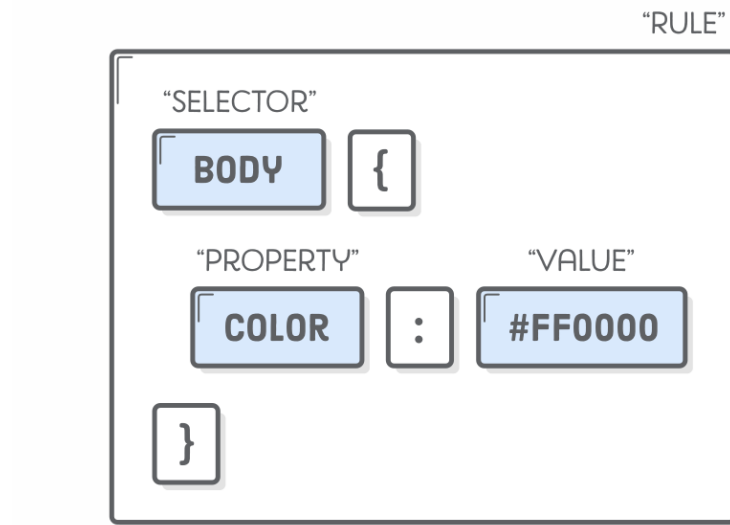 “RULE”
“SELECTOR”
BODY {
“PROPERTY” “VALUE”
COLOR : #FF0000
}